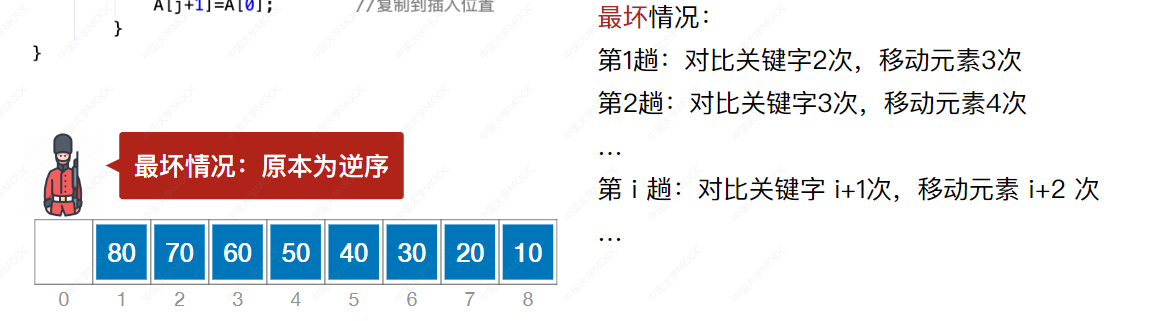 A[j+1]=A[0]; //复制到插入位置
}
}
最坏情况：原本为逆序
80 70 60 50 40 30 20 10
0 1 2 3 4 5 6 7 8
最坏情况：
第1趟：对比关键字2次，移动元素3次
第2趟：对比关键字3次，移动元素4次
…
第 i 趟：对比关键字 i+1次，移动元素 i+2 次
…